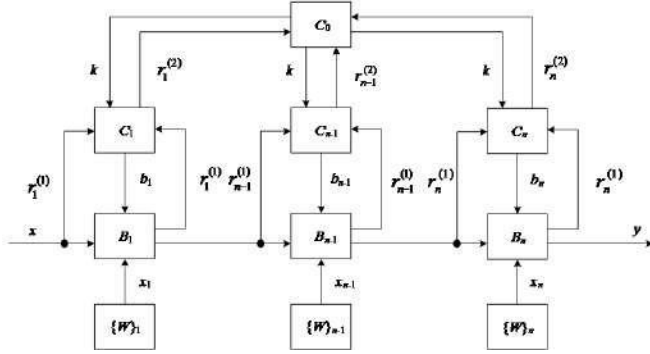 C₀
k r₁⁽²⁾ k rₙ₋₁⁽²⁾ k rₙ⁽²⁾
C₁ Cₙ₋₁ Cₙ
r₁⁽¹⁾ b₁ r₁⁽¹⁾ rₙ₋₁⁽¹⁾ bₙ₋₁ rₙ₋₁⁽¹⁾ rₙ⁽¹⁾ bₙ rₙ⁽¹⁾
x B₁ Bₙ₋₁ Bₙ y
x₁ xₙ₋₁ xₙ
{W}₁ {W}ₙ₋₁ {W}ₙ